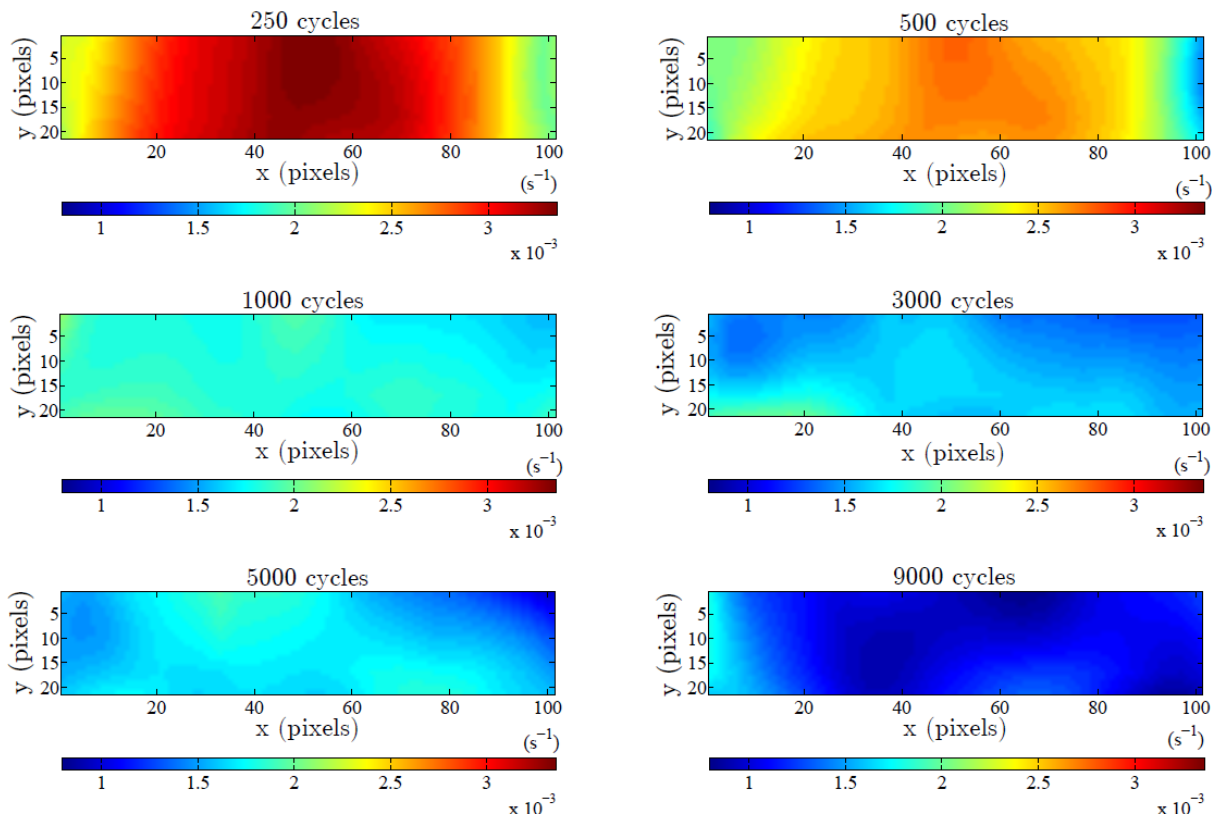 250 cycles
y (pixels)
5
10
15
20
20 40 60 80 100
x (pixels)
(s⁻¹)
1 1.5 2 2.5 3
x 10⁻³
500 cycles
y (pixels)
5
10
15
20
20 40 60 80 100
x (pixels)
(s⁻¹)
1 1.5 2 2.5 3
x 10⁻³
1000 cycles
y (pixels)
5
10
15
20
20 40 60 80 100
x (pixels)
(s⁻¹)
1 1.5 2 2.5 3
x 10⁻³
3000 cycles
y (pixels)
5
10
15
20
20 40 60 80 100
x (pixels)
(s⁻¹)
1 1.5 2 2.5 3
x 10⁻³
5000 cycles
y (pixels)
5
10
15
20
20 40 60 80 100
x (pixels)
(s⁻¹)
1 1.5 2 2.5 3
x 10⁻³
9000 cycles
y (pixels)
5
10
15
20
20 40 60 80 100
x (pixels)
(s⁻¹)
1 1.5 2 2.5 3
x 10⁻³